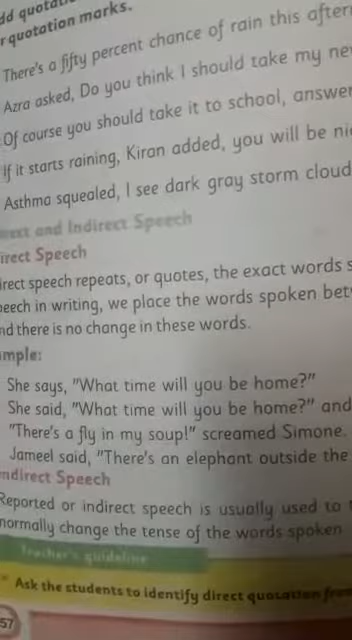 dd quotati
r quotation marks.
There's a fifty percent chance of rain this after
Azra asked, Do you think I should take my ne
Of course you should take it to school, answer
If it starts raining, Kiran added, you will be ni
Asthma squealed, I see dark gray storm cloud
rect and Indirect Speech
irect Speech
irect speech repeats, or quotes, the exact words s
peech in writing, we place the words spoken bet
nd there is no change in these words.
mple:
She says, "What time will you be home?"
She said, "What time will you be home?" and
"There's a fly in my soup!" screamed Simone.
Jameel said, "There's an elephant outside the
ndirect Speech
Reported or indirect speech is usually used to
normally change the tense of the words spoken
Teacher's guideline
Ask the students to identify direct quotation from
57